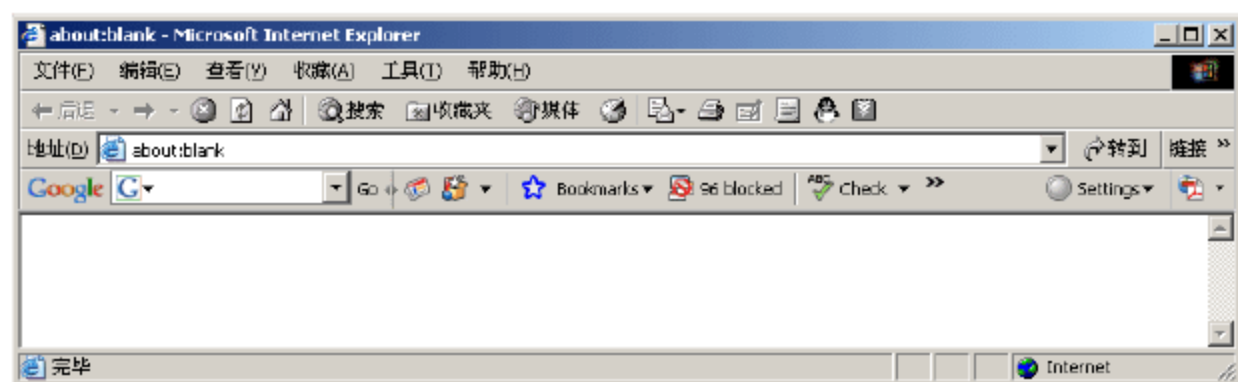 about:blank - Microsoft Internet Explorer
文件(F) 编辑(E) 查看(V) 收藏(A) 工具(T) 帮助(H)
后退 搜索 收藏夹 媒体
地址(D) about:blank 转到 链接 »
Google G Go Bookmarks 96 blocked ABC Check » Settings
完毕 Internet